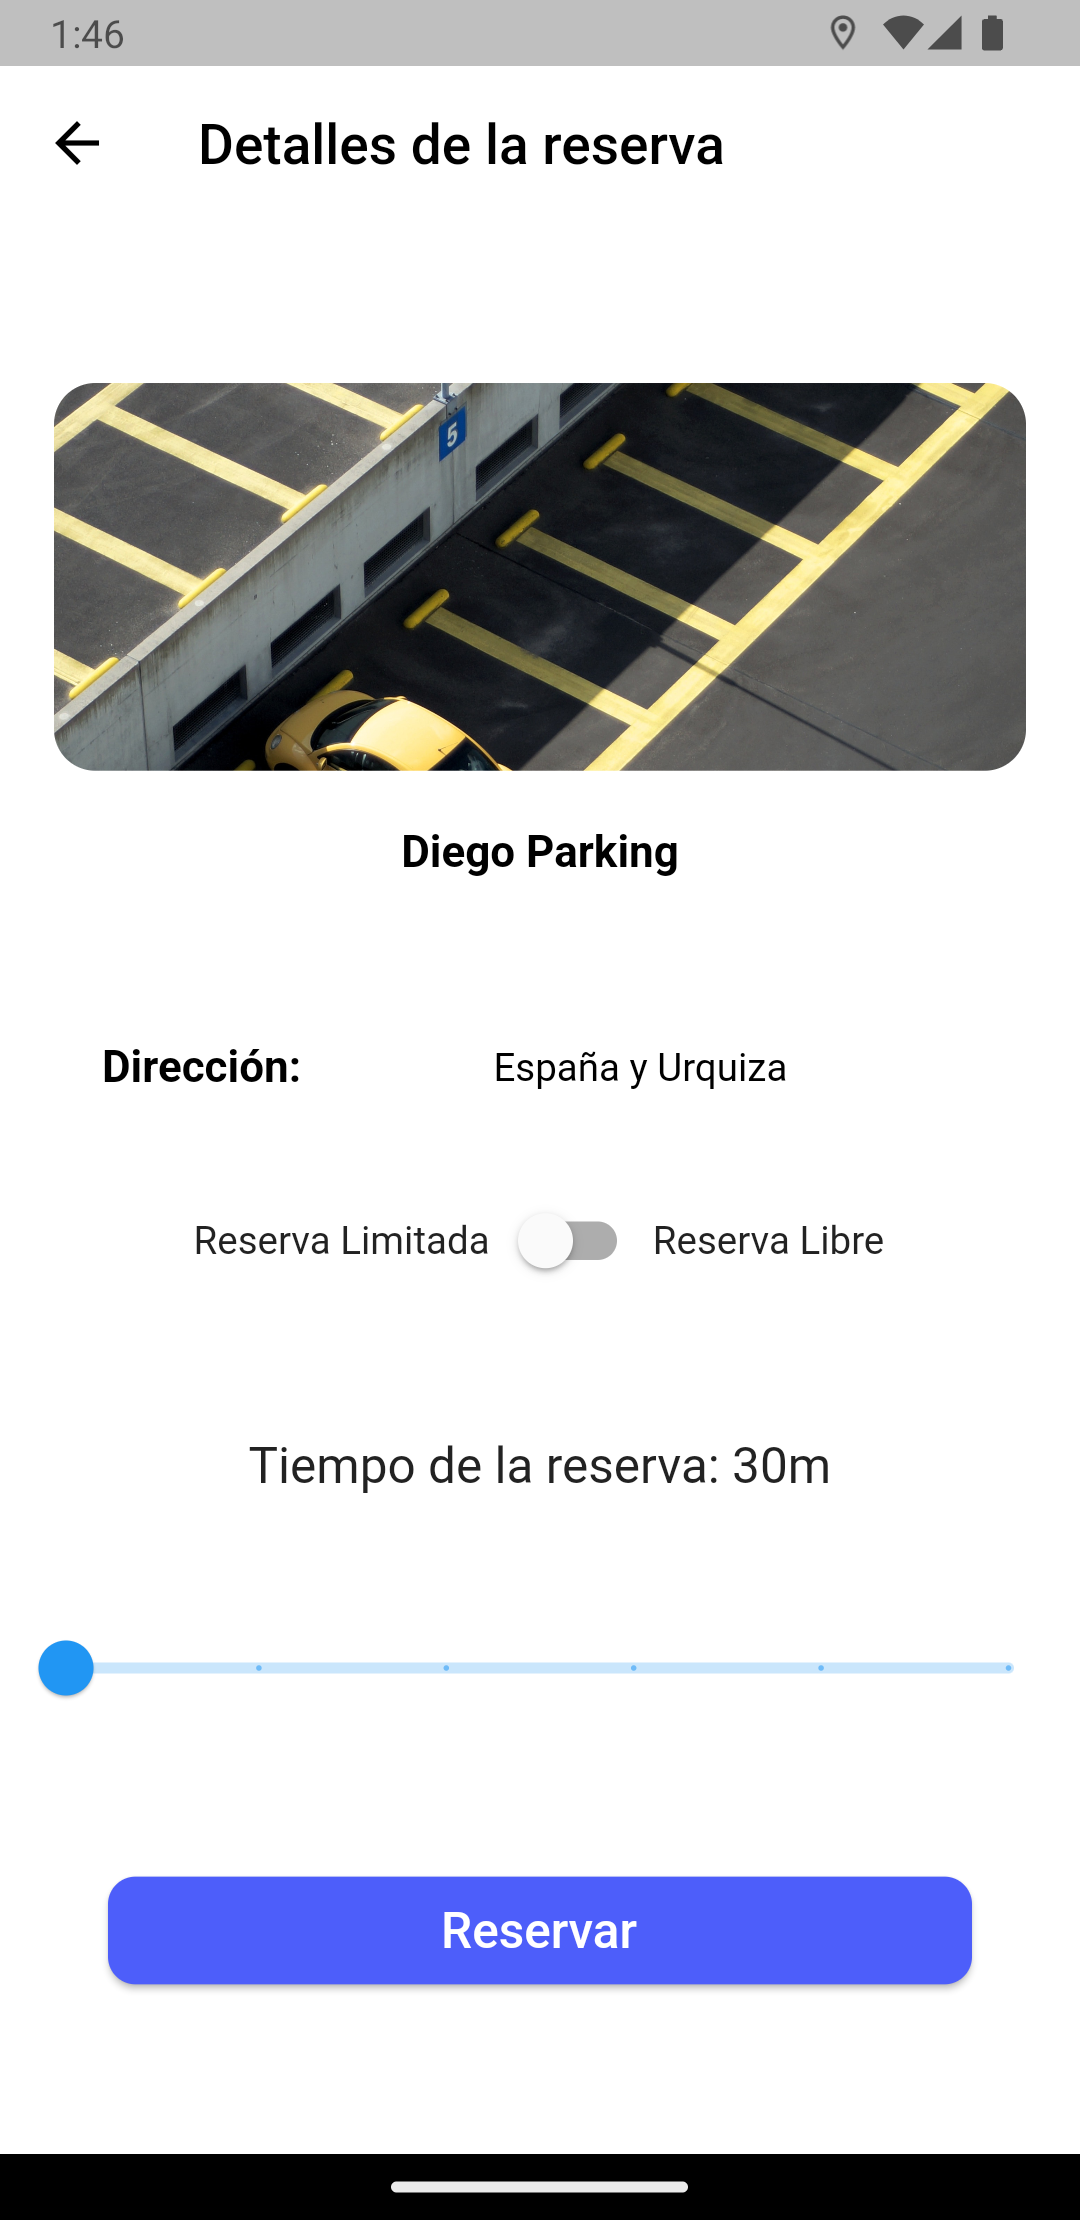 1:46
Detalles de la reserva
5
Diego Parking
Dirección: España y Urquiza
Reserva Limitada Reserva Libre
Tiempo de la reserva: 30m
Reservar